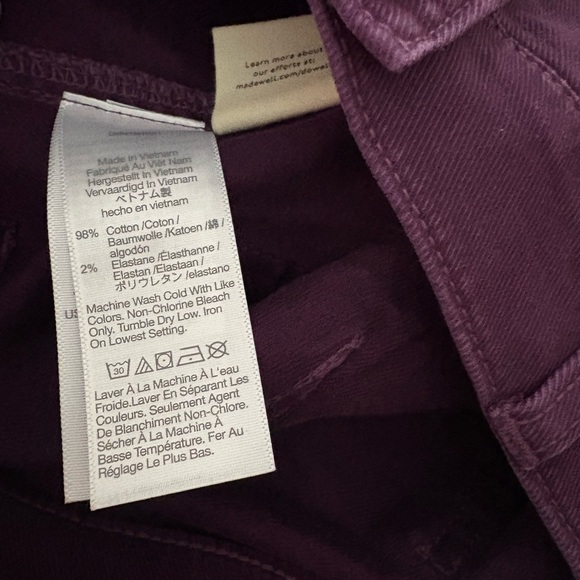 Learn more about
our efforts at:
madewell.com/dowell
Made in Vietnam
Fabriqué Au Viêt Nam
Hergestellt In Vietnam
Vervaardigd In Vietnam
ベトナム製
hecho en vietnam
98% Cotton /Coton /
Baumwolle /Katoen /綿 /
algodón
2% Elastane /Élasthanne /
Elastan /Elastaan /
ポリウレタン /elastano
Machine Wash Cold With Like
Colors. Non-Chlorine Bleach
Only. Tumble Dry Low. Iron
On Lowest Setting.
30
Laver À La Machine À L'eau
Froide.Laver En Séparant Les
Couleurs. Seulement Agent
De Blanchiment Non-Chlore.
Sécher À La Machine À
Basse Température. Fer Au
Réglage Le Plus Bas.
US